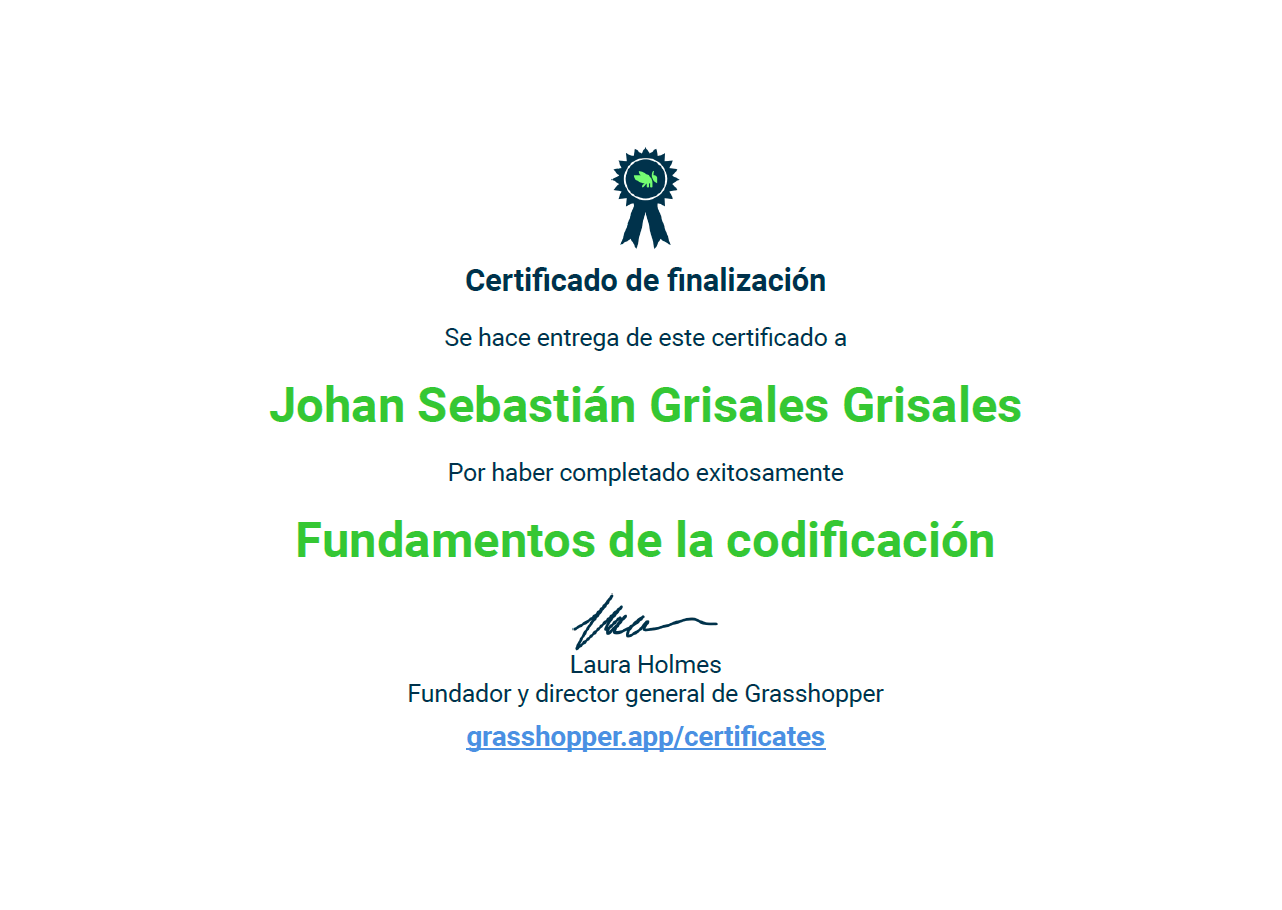 Certificado de finalización
Se hace entrega de este certificado a
Johan Sebastián Grisales Grisales
Por haber completado exitosamente
Fundamentos de la codificación
Laura Holmes
Fundador y director general de Grasshopper
grasshopper.app/certificates